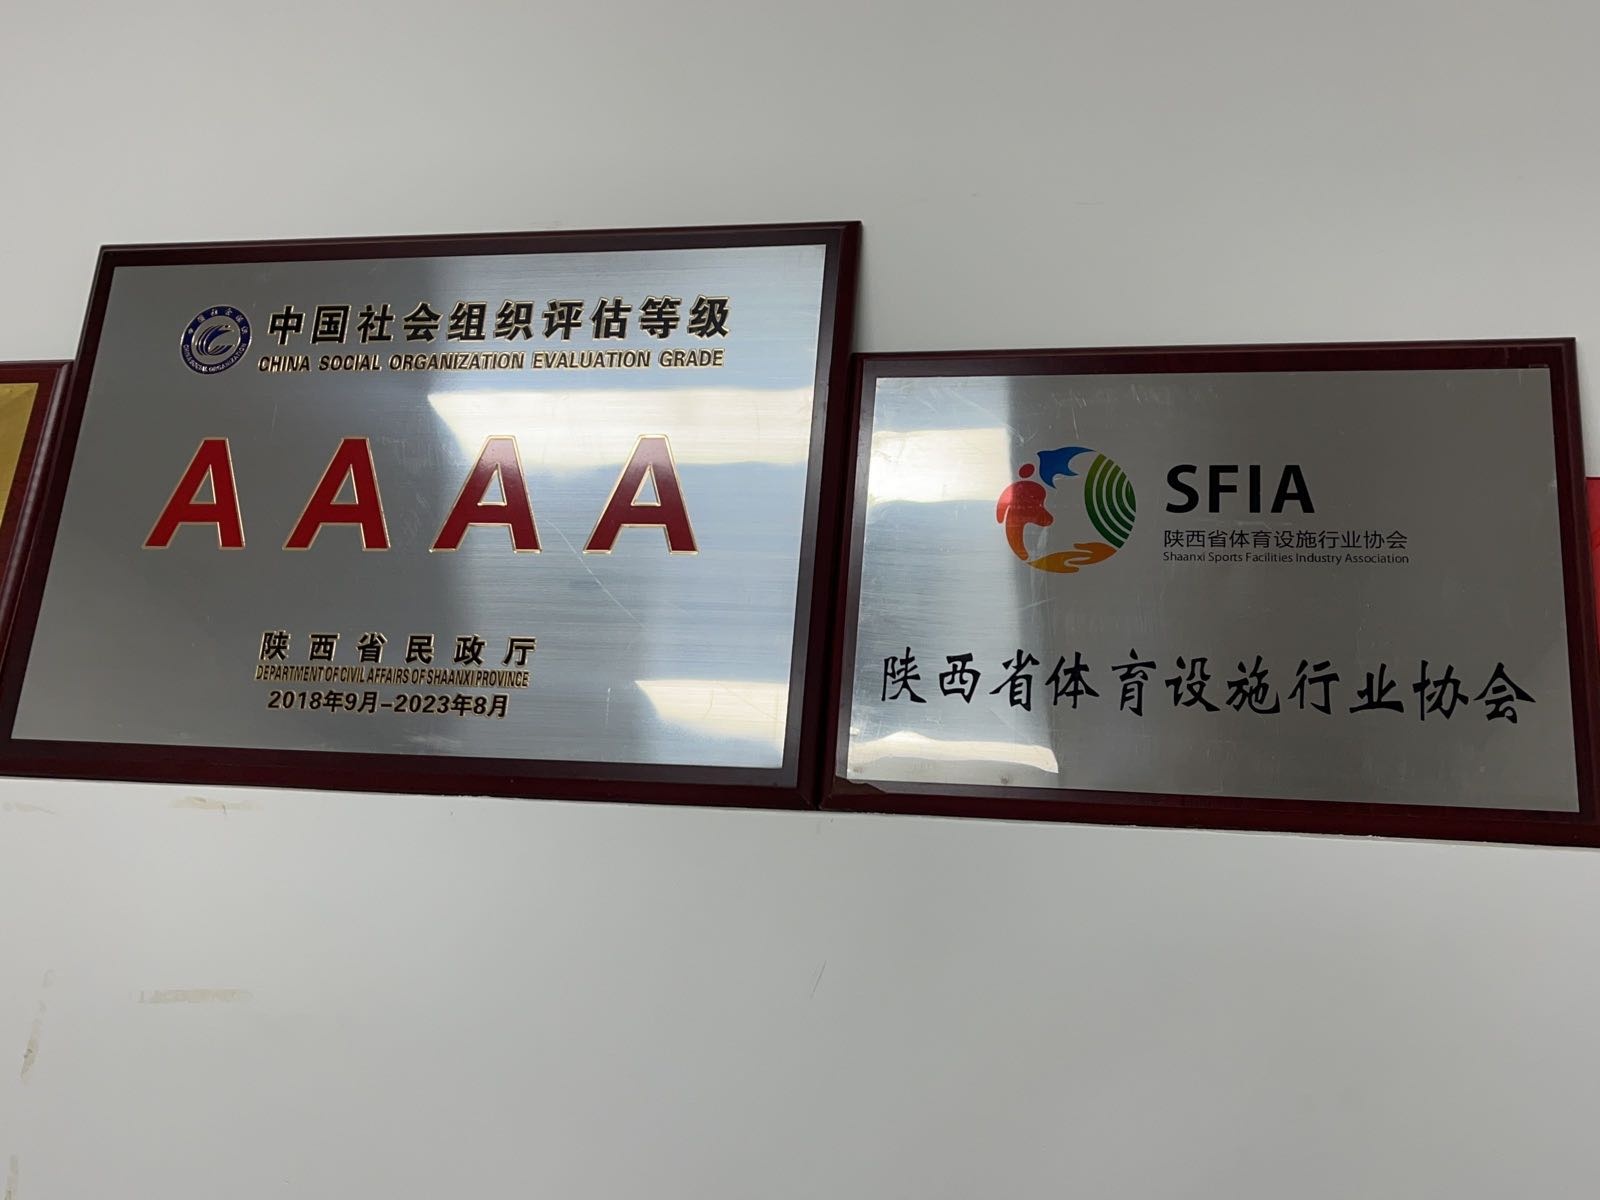 中国社会组织评估等级
CHINA SOCIAL ORGANIZATION EVALUATION GRADE
A A A A
陕西省民政厅
DEPARTMENT OF CIVIL AFFAIRS OF SHAANXI PROVINCE
2018年9月-2023年8月
SFIA
陕西省体育设施行业协会
Shaanxi Sports Facilities Industry Association
陕西省体育设施行业协会